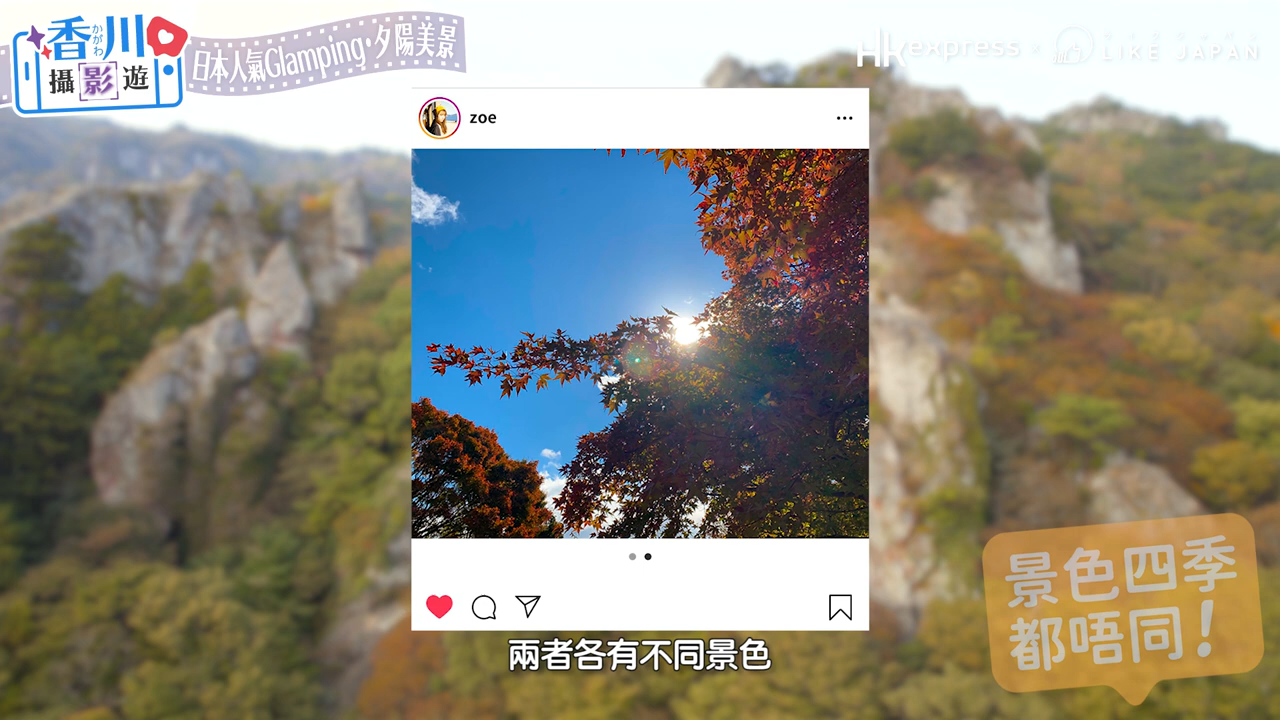 香川
かがわ
攝影遊
日本人氣Glamping・夕陽美景
HK express × LIKE JAPAN
zoe
景色四季
都唔同！
兩者各有不同景色